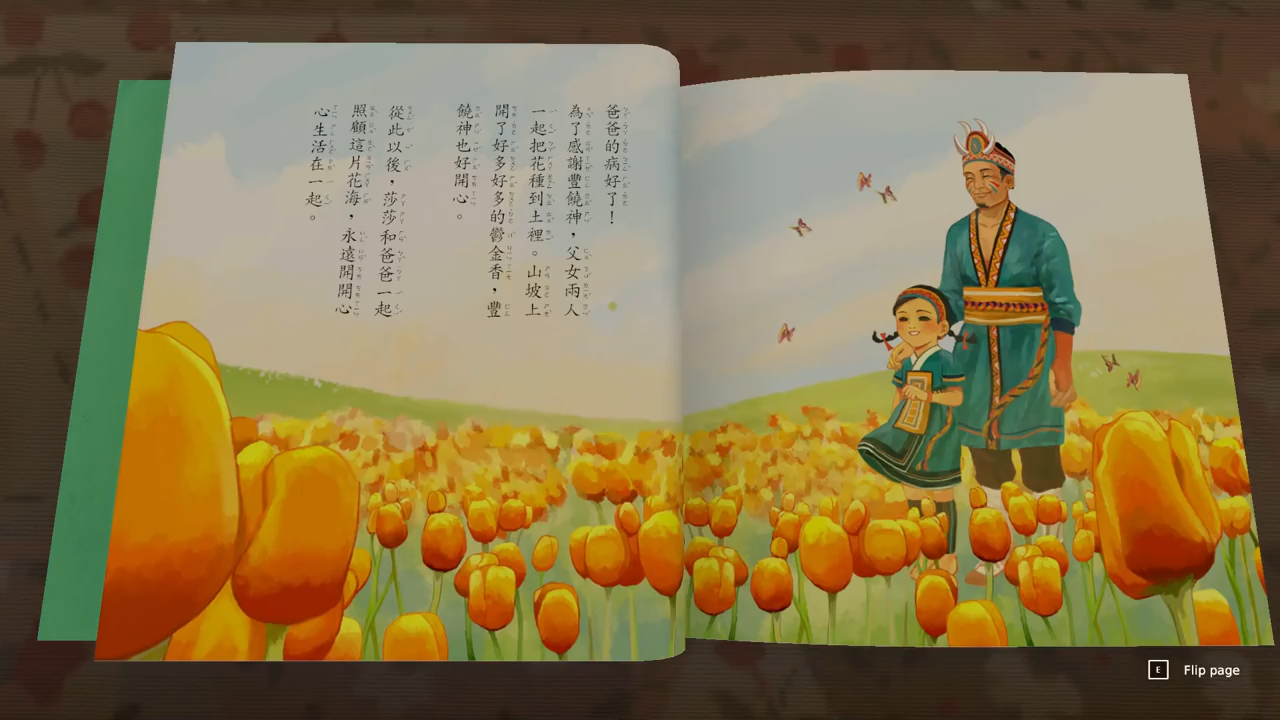 爸爸的病好了！
為了感謝豐饒神，父女兩人
一起把花種到土裡。山坡上
開了好多好多的鬱金香，豐
饒神也好開心。
從此以後，莎莎和爸爸一起
照顧這片花海，永遠開開心
心生活在一起。
E
Flip page